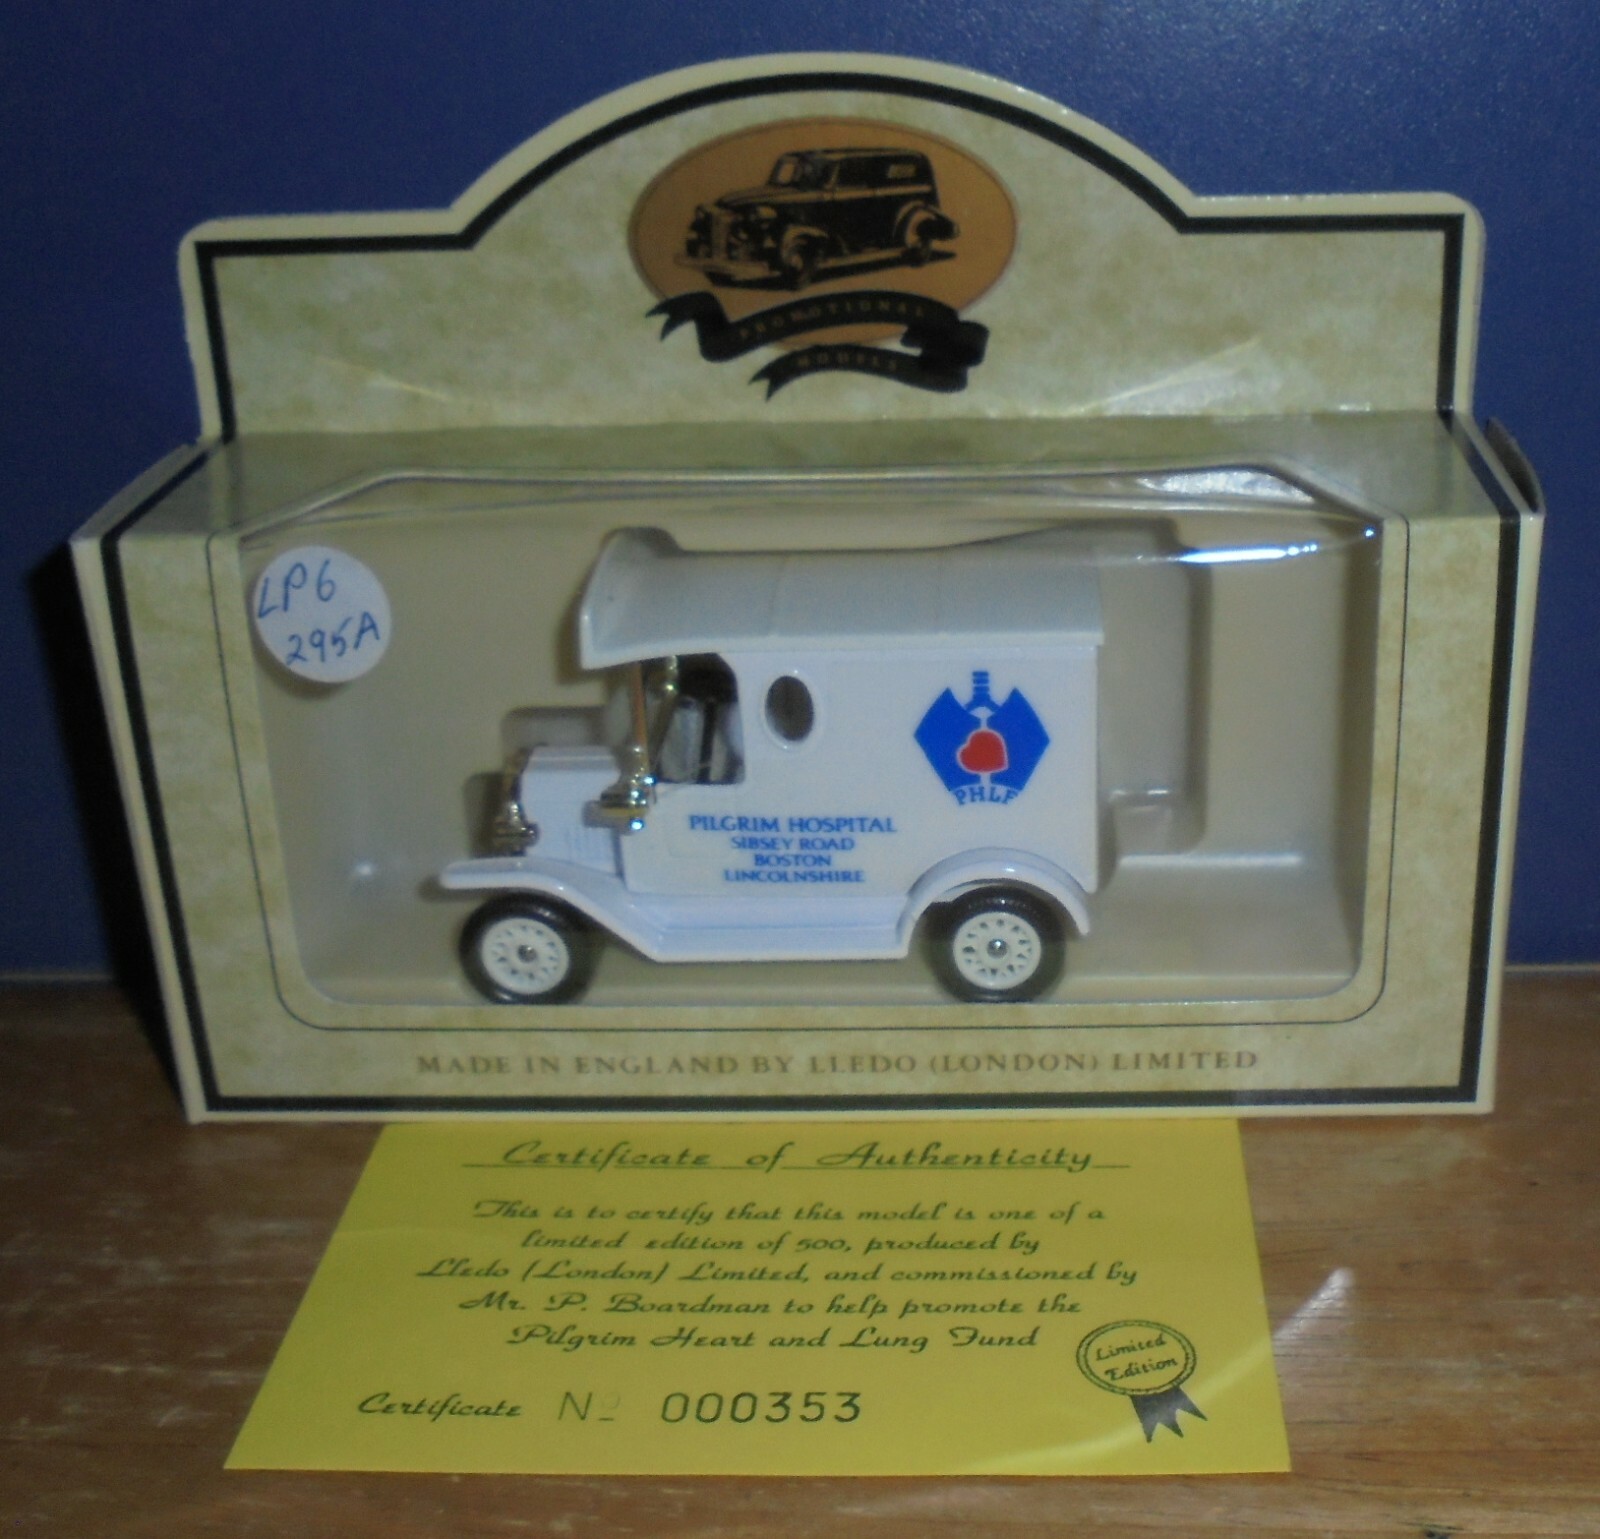 PROMOTIONAL
MODELS
LP6
295A
PHLF
PILGRIM HOSPITAL
SIBSEY ROAD
BOSTON
LINCOLNSHIRE
MADE IN ENGLAND BY LLEDO (LONDON) LIMITED
Certificate of Authenticity
This is to certify that this model is one of a
limited edition of 500, produced by
Lledo (London) Limited, and commissioned by
Mr. P. Boardman to help promote the
Pilgrim Heart and Lung Fund
Limited
Edition
Certificate Nº 000353